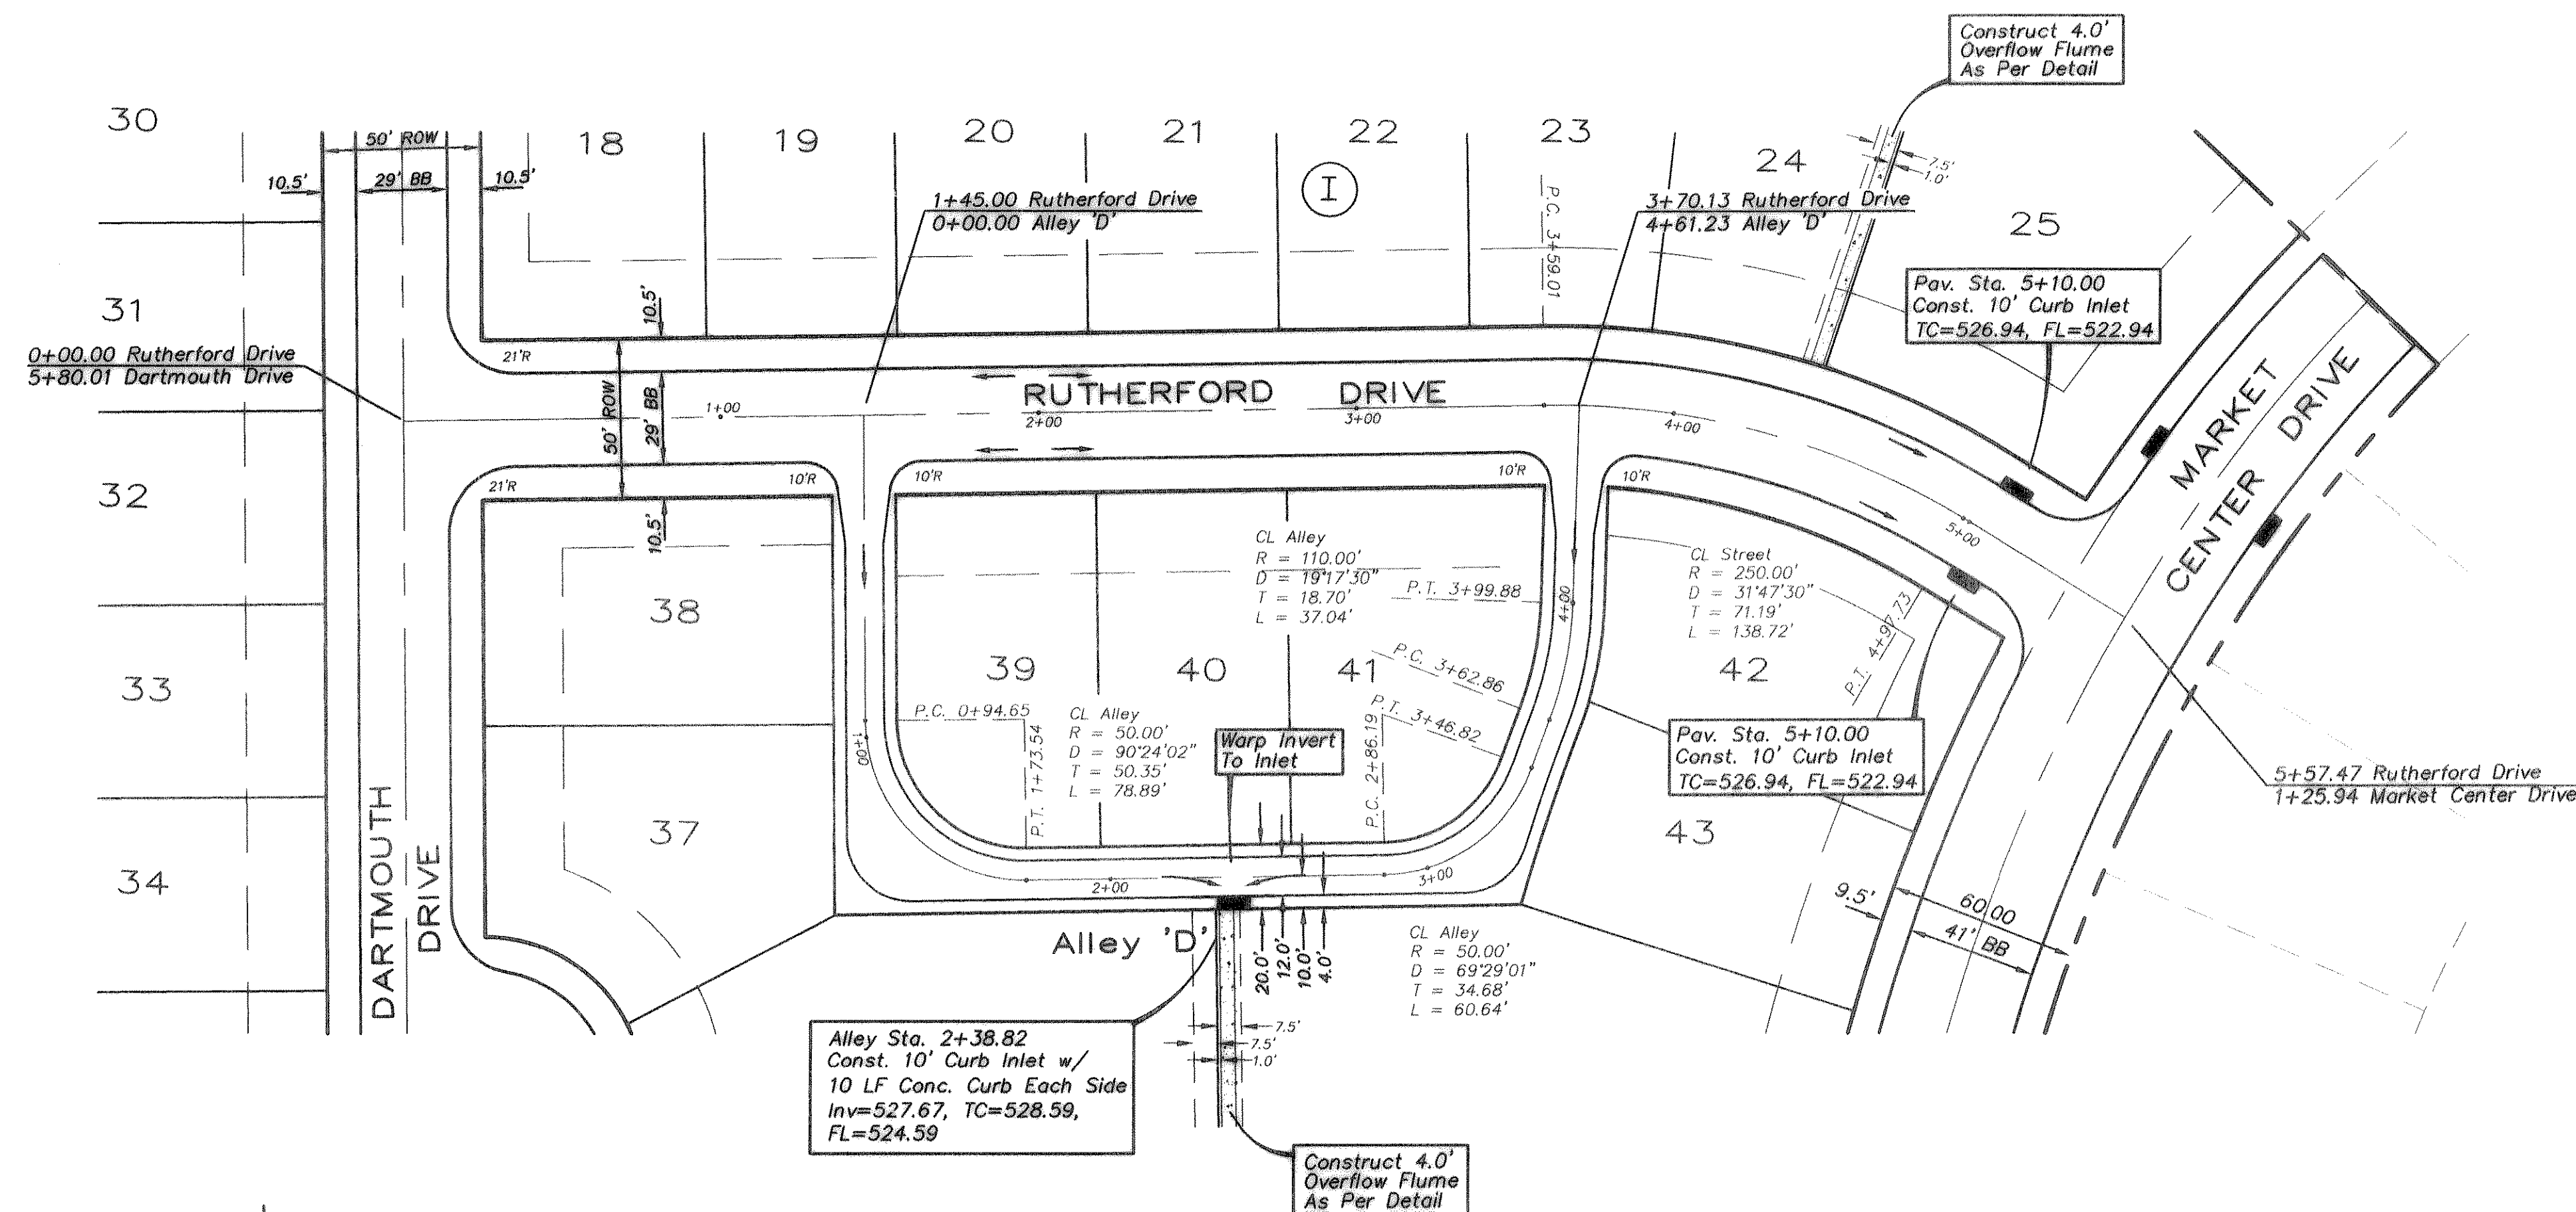 Construct 4.0'
Overflow Flume
As Per Detail
30
50' ROW
18
19
20
21
22
23
24
7.5'
1.0'
10.5'
29' BB
10.5'
I
P.C. 3+59.01
1+45.00 Rutherford Drive
0+00.00 Alley 'D'
3+70.13 Rutherford Drive
4+61.23 Alley 'D'
25
31
10.5'
Pav. Sta. 5+10.00
Const. 10' Curb Inlet
TC=526.94, FL=522.94
0+00.00 Rutherford Drive
5+80.01 Dartmouth Drive
21'R
50' ROW
29' BB
1+00
RUTHERFORD DRIVE
2+00
3+00
4+00
MARKET
CENTER DRIVE
32
21'R
10'R
10'R
10'R
10'R
10.5'
5+00
CL Alley
R = 110.00'
D = 19°17'30"
T = 18.70'
L = 37.04'
P.T. 3+99.88
4+00
CL Street
R = 250.00'
D = 31°47'30"
T = 71.19'
L = 138.72'
P.T. 4+97.73
38
33
39
40
41
42
P.C. 3+62.86
P.T. 3+46.82
P.C. 0+94.65
P.T. 1+73.54
1+00
CL Alley
R = 50.00'
D = 90°24'02"
T = 50.35'
L = 78.89'
Warp Invert
To Inlet
P.C. 2+86.19
Pav. Sta. 5+10.00
Const. 10' Curb Inlet
TC=526.94, FL=522.94
5+57.47 Rutherford Drive
1+25.94 Market Center Drive
37
43
34
DARTMOUTH
DRIVE
2+00
3+00
9.5'
60.00
41' BB
Alley 'D'
20.0'
12.0'
10.0'
4.0'
CL Alley
R = 50.00'
D = 69°29'01"
T = 34.68'
L = 60.64'
7.5'
7.5'
1.0'
Alley Sta. 2+38.82
Const. 10' Curb Inlet w/
10 LF Conc. Curb Each Side
Inv=527.67, TC=528.59,
FL=524.59
Construct 4.0'
Overflow Flume
As Per Detail